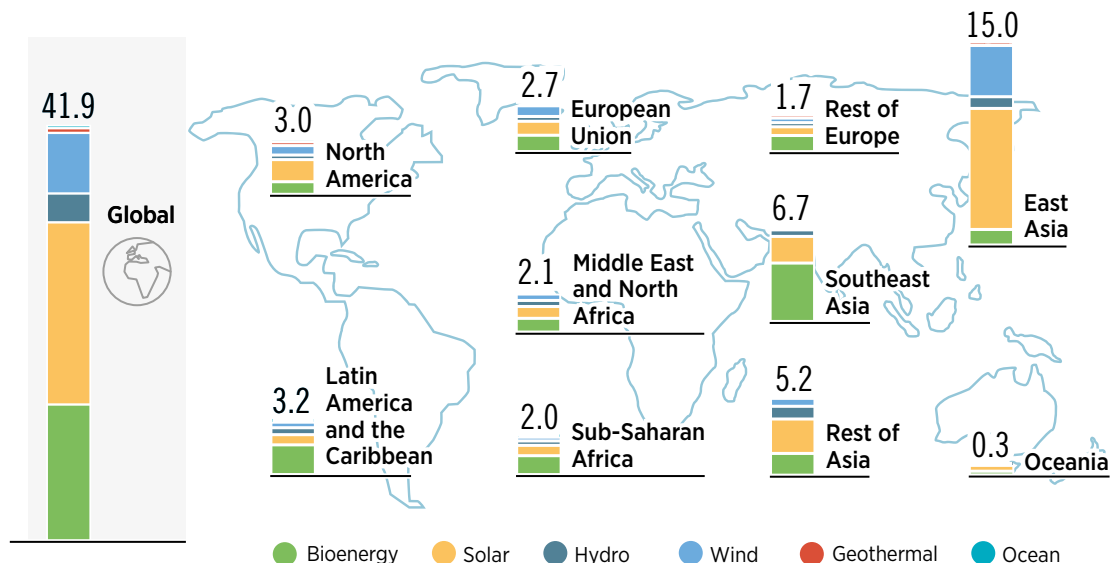 41.9
Global
3.0
North
America
2.7
European
Union
1.7
Rest of
Europe
15.0
East
Asia
2.1
Middle East
and North
Africa
6.7
Southeast
Asia
3.2
Latin
America
and the
Caribbean
2.0
Sub-Saharan
Africa
5.2
Rest of
Asia
0.3
Oceania
Bioenergy
Solar
Hydro
Wind
Geothermal
Ocean